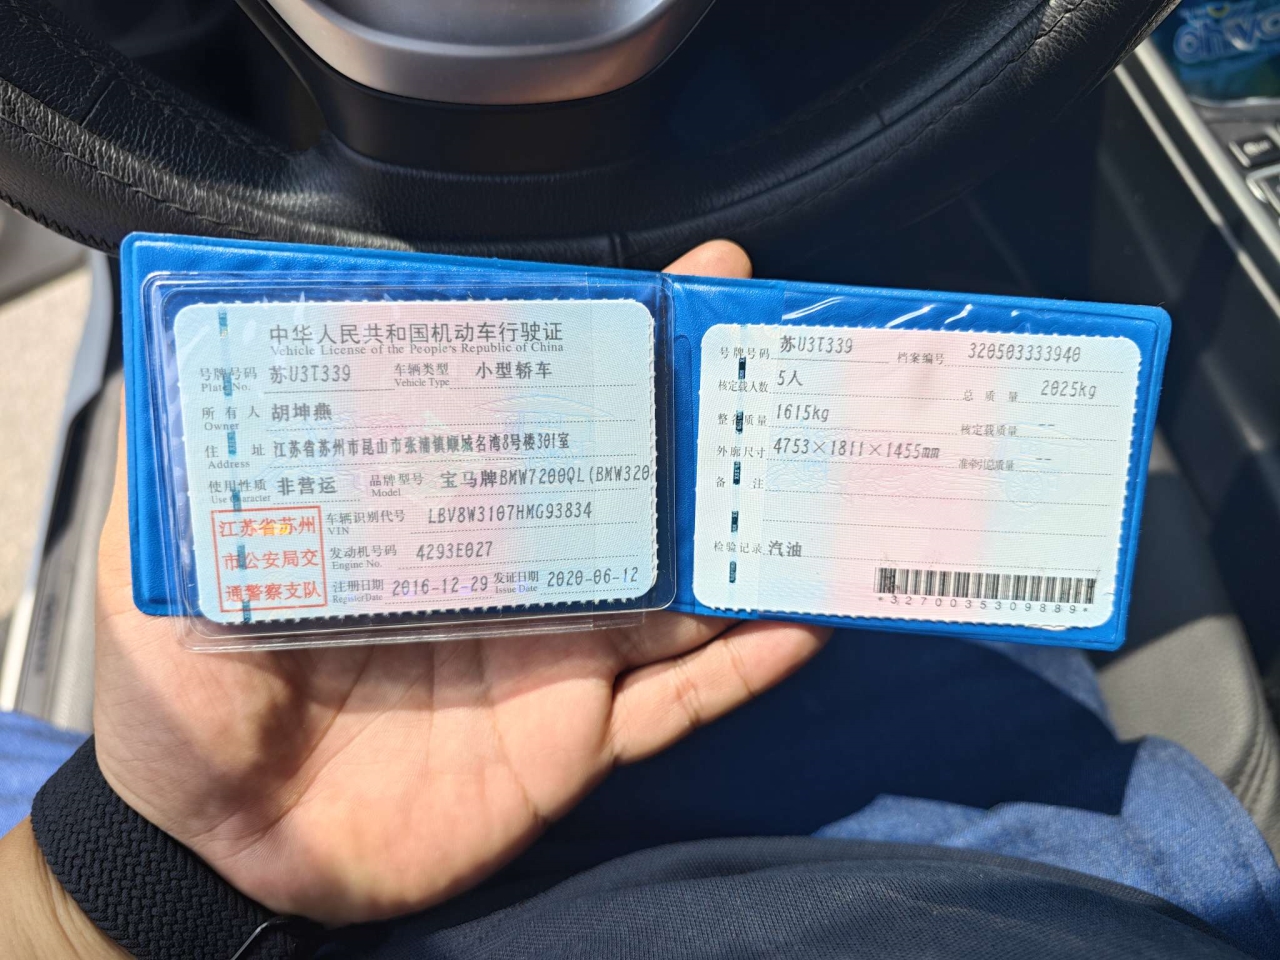 中华人民共和国机动车行驶证
Vehicle License of the People's Republic of China
号牌号码 苏U3T339 车辆类型 小型轿车
Plate No. Vehicle Type
所有人 胡坤燕
Owner
住址 江苏省苏州市昆山市张浦镇顺城名湾8号楼301室
Address
使用性质 非营运 品牌型号 宝马牌BMW7200QL(BMW320
Use Character Model
江苏省苏州
市公安局交
通警察支队
车辆识别代号 LBV8W3107HMG93834
VIN
发动机号码 4293E027
Engine No.
注册日期 2016-12-29 发证日期 2020-06-12
Register Date Issue Date
号牌号码 苏U3T339 档案编号 320503333940
核定载人数 5人 总质量 2025kg
整备质量 1615kg 核定载质量 --
外廓尺寸 4753×1811×1455mm 准牵引总质量 --
备注
检验记录 汽油
*3270035309889*